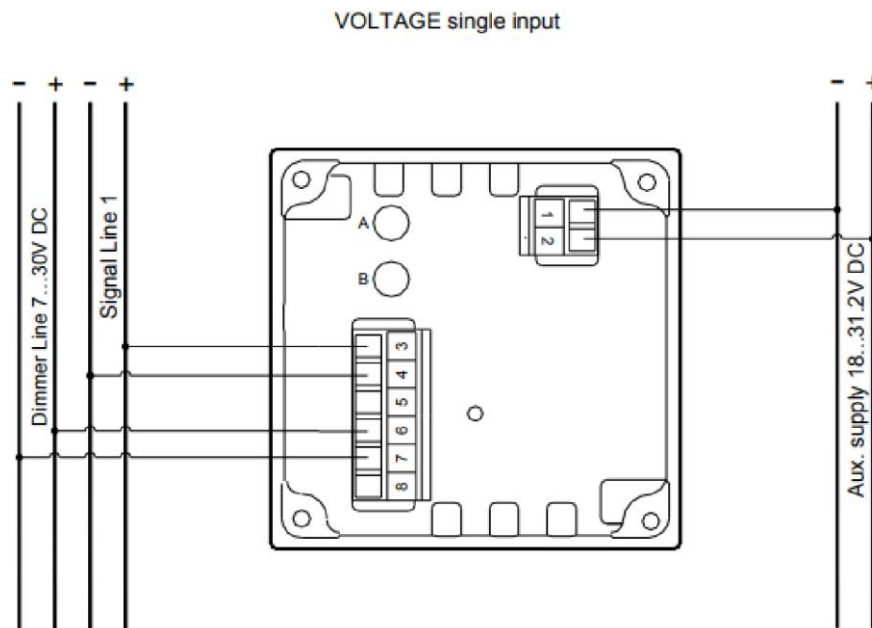 VOLTAGE single input
- + - +
- +
Dimmer Line 7...30V DC
Signal Line 1
A
B
1
2
3
4
5
6
7
8
Aux. supply 18...31.2V DC